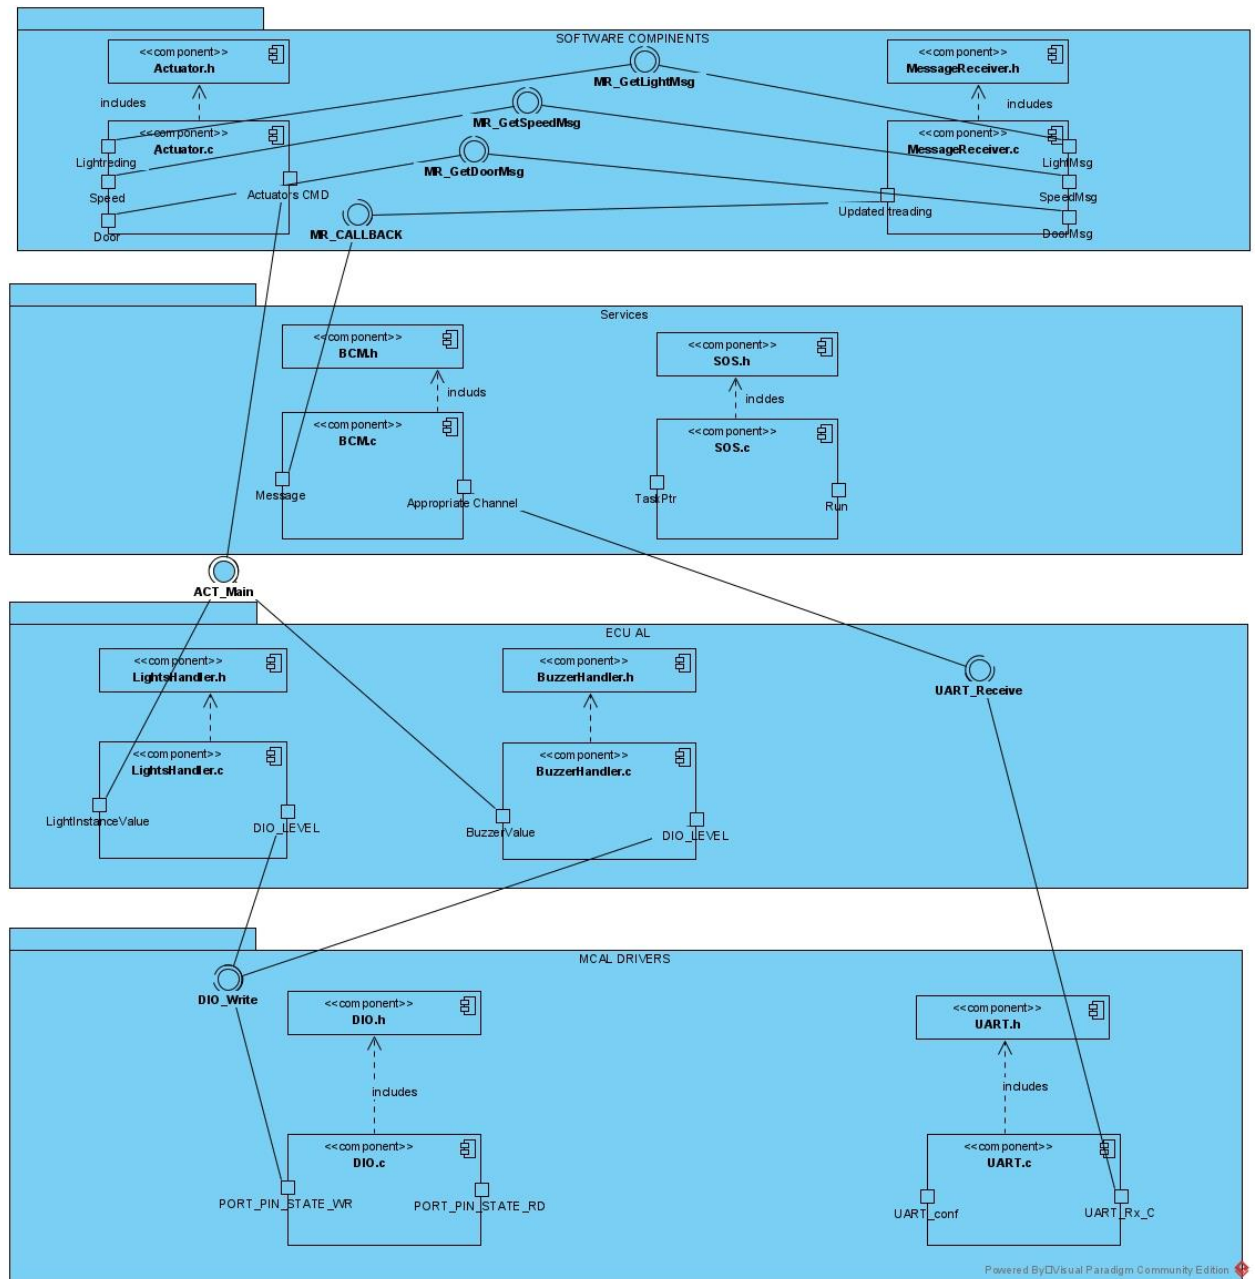 SOFTWARE COMPINENTS
<<component>>
Actuator.h
<<component>>
MessageReceiver.h
MR_GetLightMsg
includes
includes
MR_GetSpeedMsg
<<component>>
Actuator.c
<<component>>
MessageReceiver.c
Lightreding
LightMsg
MR_GetDoorMsg
Speed
Actuators CMD
SpeedMsg
Updated treading
Door
MR_CALLBACK
DoorMsg
Services
<<component>>
BCM.h
<<component>>
SOS.h
includs
incldes
<<component>>
BCM.c
<<component>>
SOS.c
Message
Appropriate Channel
TaskPtr
Run
ACT_Main
ECU AL
<<component>>
LightsHandler.h
<<component>>
BuzzerHandler.h
UART_Receive
<<component>>
LightsHandler.c
<<component>>
BuzzerHandler.c
LightInstanceValue
DIO_LEVEL
BuzzerValue
DIO_LEVEL
MCAL DRIVERS
DIO_Write
<<component>>
DIO.h
<<component>>
UART.h
includes
includes
<<component>>
DIO.c
<<component>>
UART.c
PORT_PIN_STATE_WR
PORT_PIN_STATE_RD
UART_conf
UART_Rx_C
Powered By Visual Paradigm Community Edition